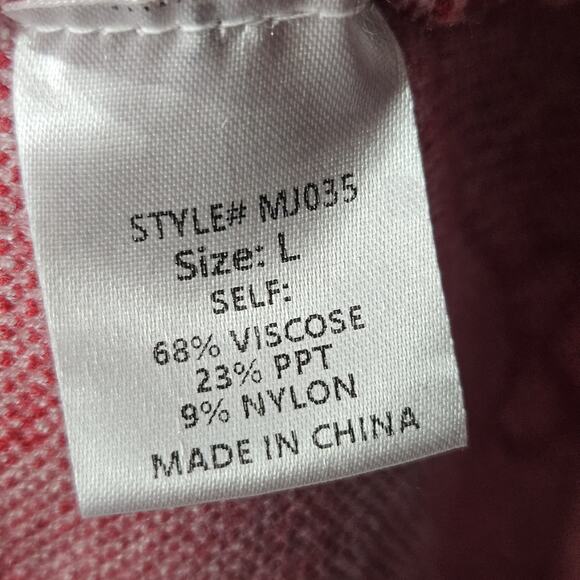 STYLE# MJ035
Size: L
SELF:
68% VISCOSE
23% PPT
9% NYLON
MADE IN CHINA